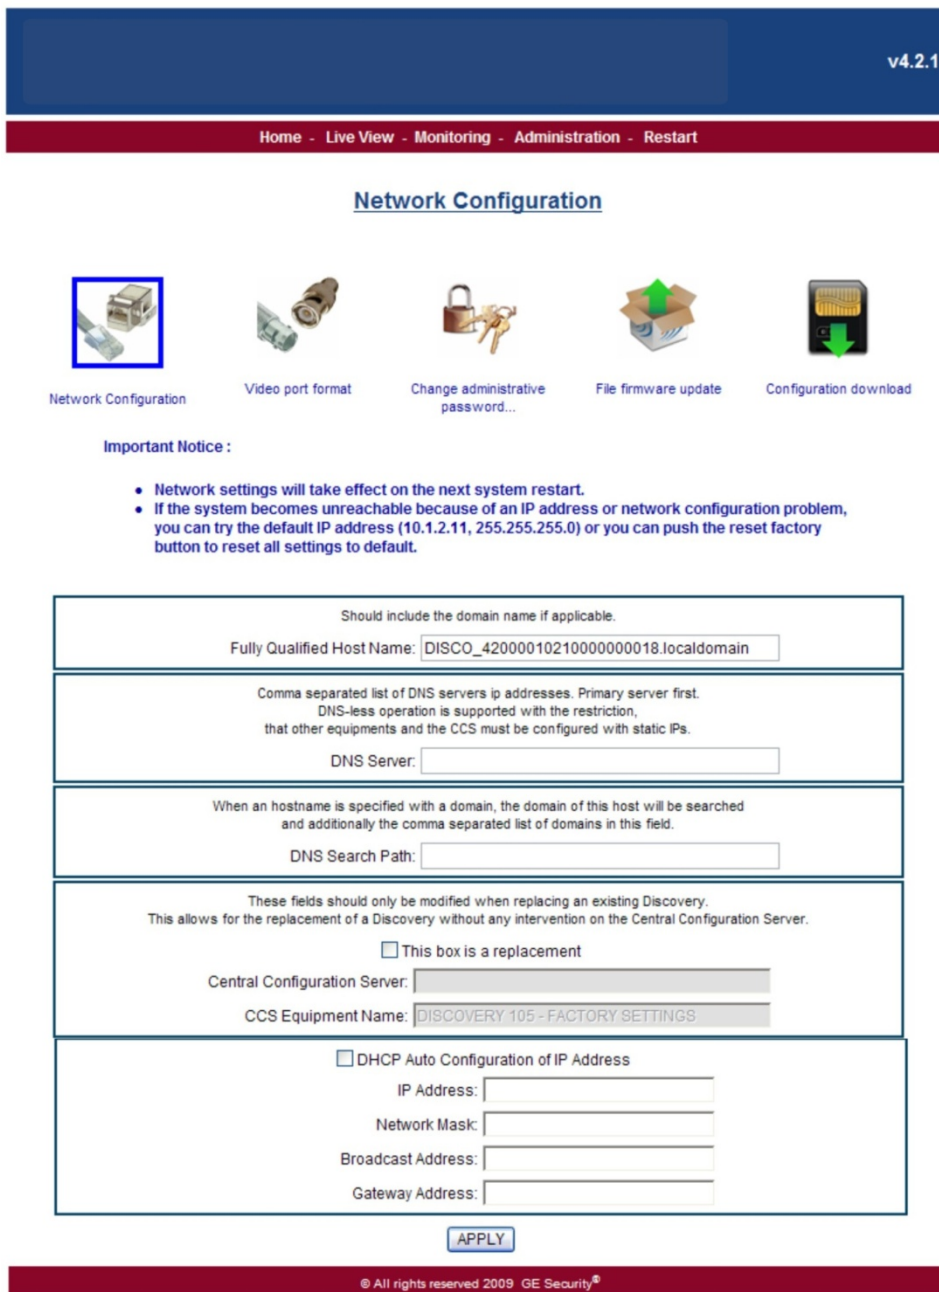 v4.2.1
Home - Live View - Monitoring - Administration - Restart
Network Configuration
Network Configuration
Video port format
Change administrative
password...
File firmware update
Configuration download
Important Notice :
• Network settings will take effect on the next system restart.
• If the system becomes unreachable because of an IP address or network configuration problem,
you can try the default IP address (10.1.2.11, 255.255.255.0) or you can push the reset factory
button to reset all settings to default.
Should include the domain name if applicable.
Fully Qualified Host Name: DISCO_42000010210000000018.localdomain
Comma separated list of DNS servers ip addresses. Primary server first.
DNS-less operation is supported with the restriction,
that other equipments and the CCS must be configured with static IPs.
DNS Server:
When an hostname is specified with a domain, the domain of this host will be searched
and additionally the comma separated list of domains in this field.
DNS Search Path:
These fields should only be modified when replacing an existing Discovery.
This allows for the replacement of a Discovery without any intervention on the Central Configuration Server.
This box is a replacement
Central Configuration Server:
CCS Equipment Name: DISCOVERY 105 - FACTORY SETTINGS
DHCP Auto Configuration of IP Address
IP Address:
Network Mask:
Broadcast Address:
Gateway Address:
APPLY
© All rights reserved 2009 GE Security®